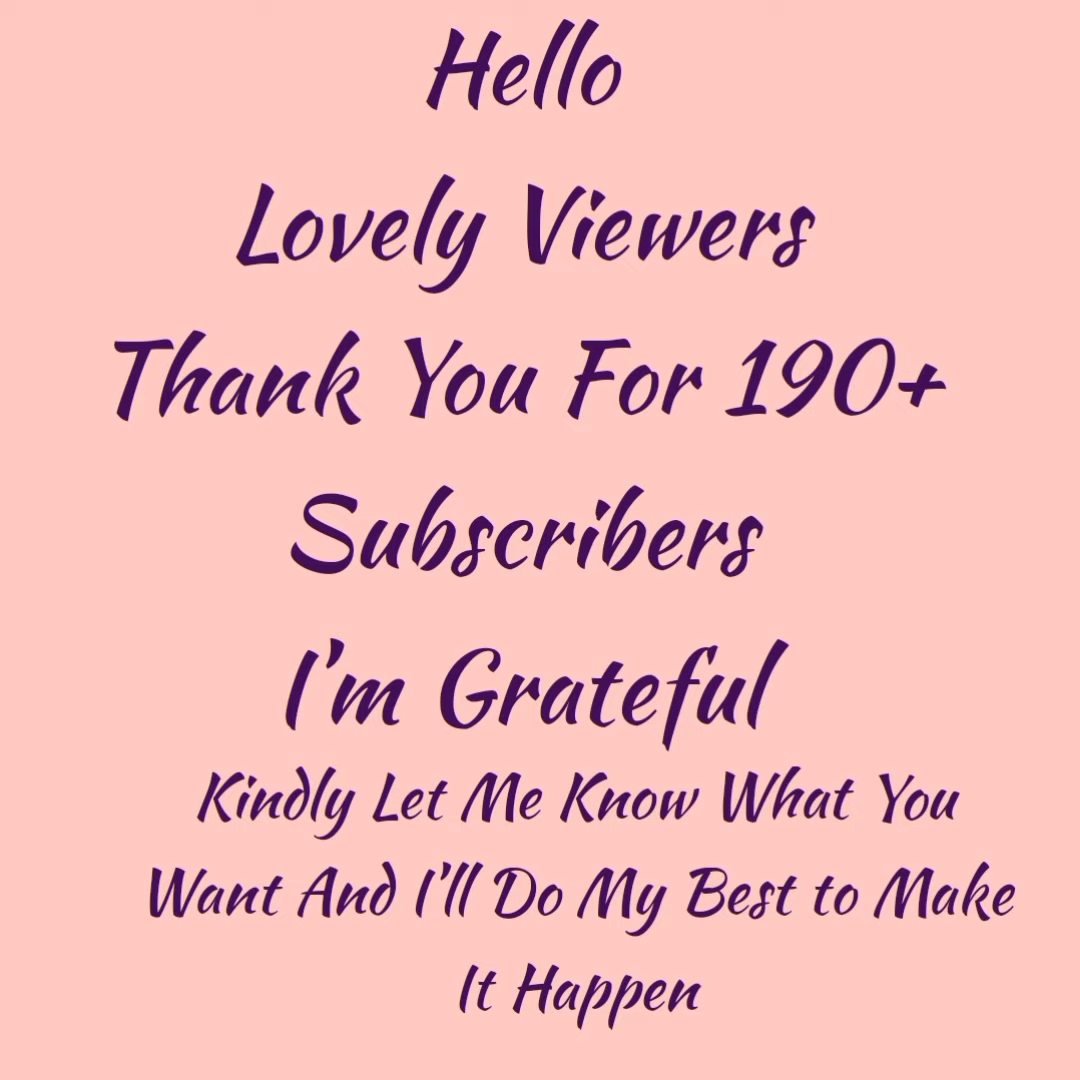 Hello
Lovely Viewers
Thank You For 190+
Subscribers
I'm Grateful
Kindly Let Me Know What You
Want And I'll Do My Best to Make
It Happen